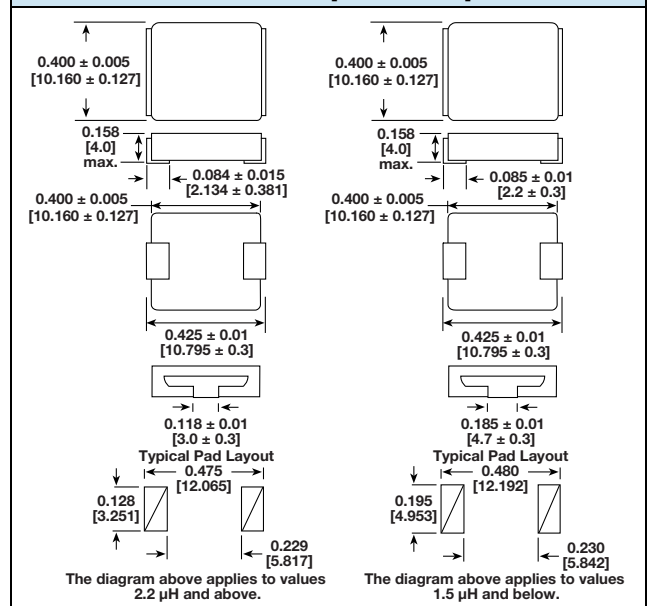 0.400 ± 0.005
[10.160 ± 0.127]
0.158
[4.0]
max.
0.084 ± 0.015
[2.134 ± 0.381]
0.400 ± 0.005
[10.160 ± 0.127]
0.425 ± 0.01
[10.795 ± 0.3]
0.118 ± 0.01
[3.0 ± 0.3]
Typical Pad Layout
0.475
[12.065]
0.128
[3.251]
0.229
[5.817]
The diagram above applies to values
2.2 µH and above.
0.400 ± 0.005
[10.160 ± 0.127]
0.158
[4.0]
max.
0.085 ± 0.01
[2.2 ± 0.3]
0.400 ± 0.005
[10.160 ± 0.127]
0.425 ± 0.01
[10.795 ± 0.3]
0.185 ± 0.01
[4.7 ± 0.3]
Typical Pad Layout
0.480
[12.192]
0.195
[4.953]
0.230
[5.842]
The diagram above applies to values
1.5 µH and below.